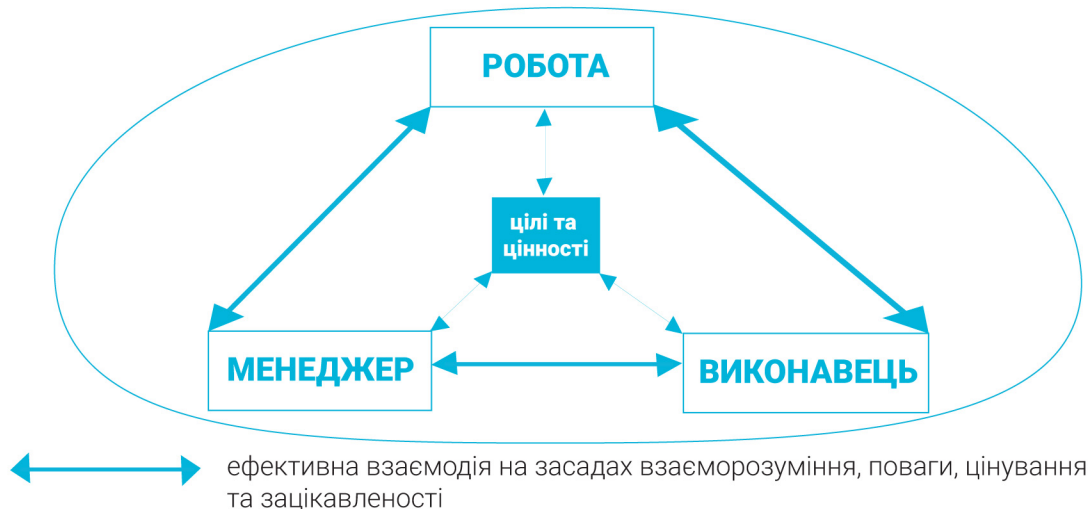 РОБОТА
цілі та
цінності
МЕНЕДЖЕР
ВИКОНАВЕЦЬ
ефективна взаємодія на засадах взаєморозуміння, поваги, цінування
та зацікавленості